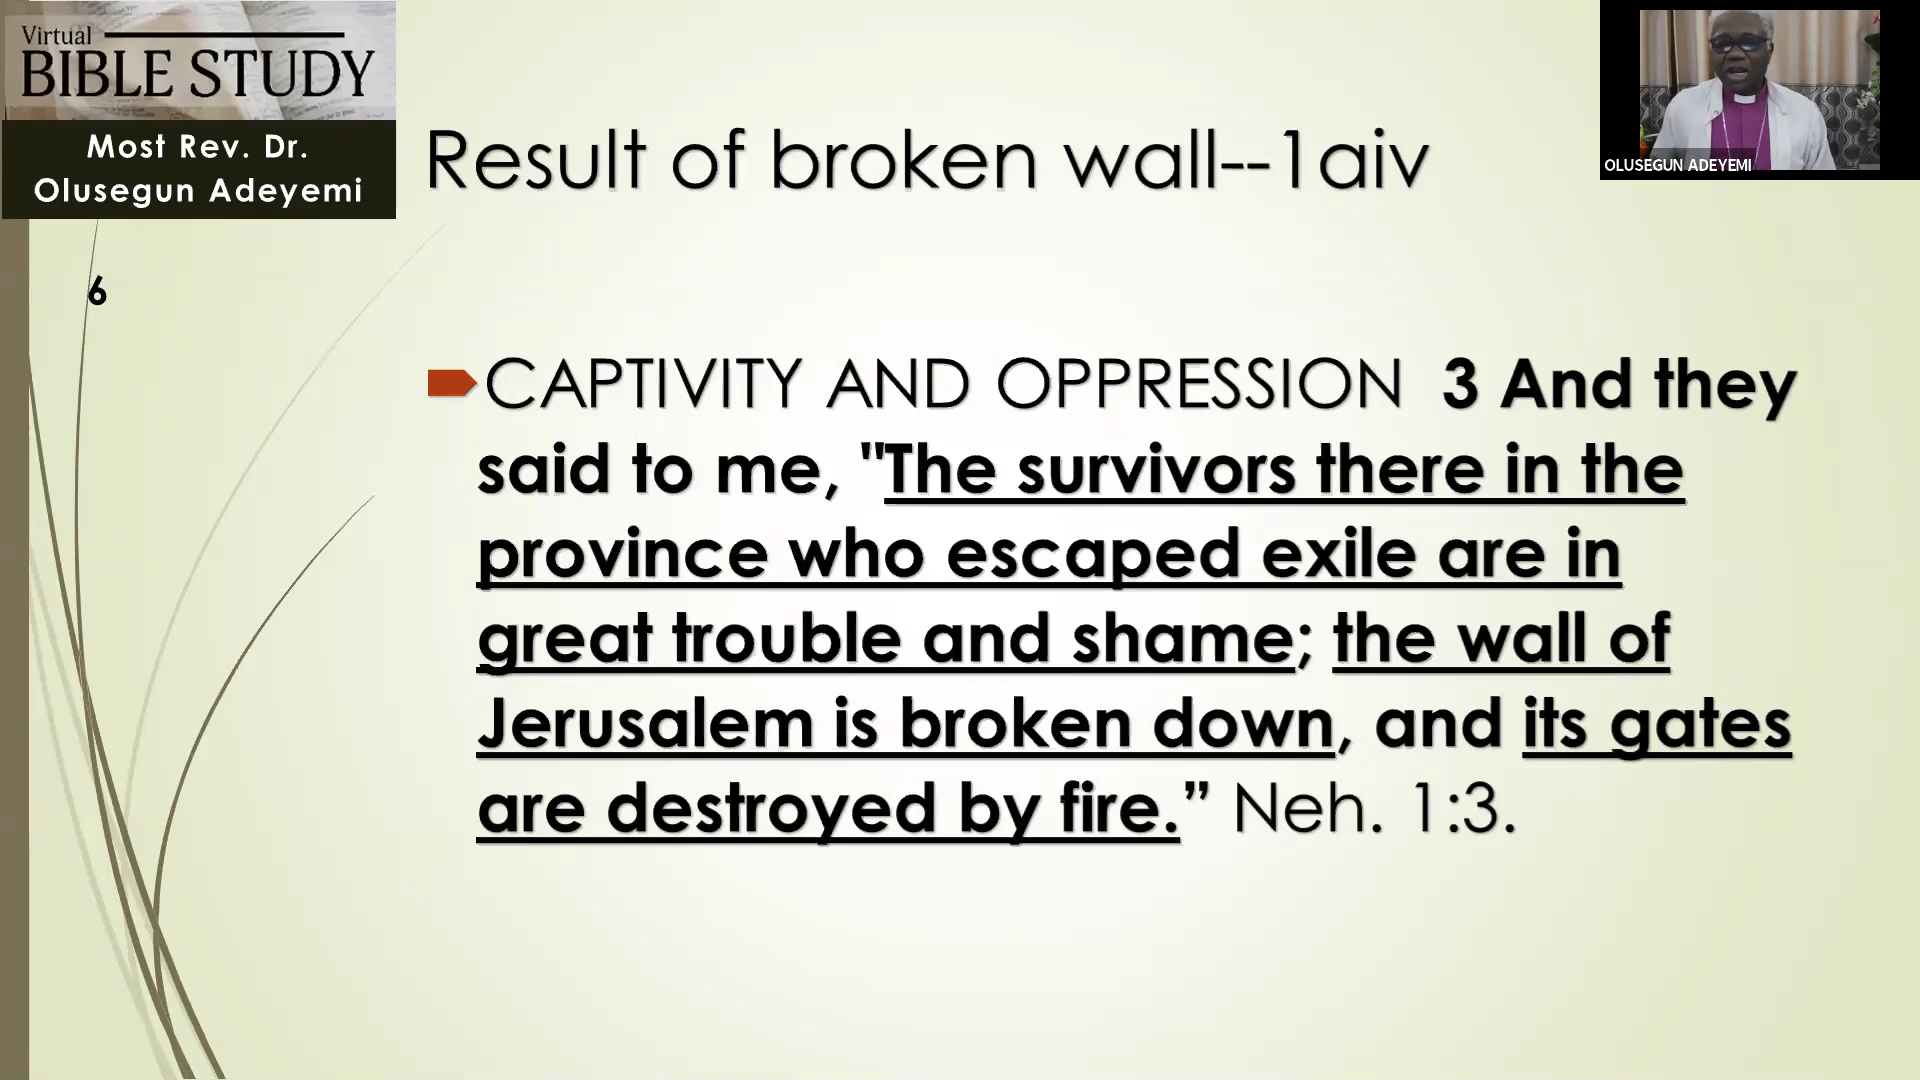 Virtual
BIBLE STUDY
Most Rev. Dr.
Olusegun Adeyemi
Result of broken wall--1aiv
OLUSEGUN ADEYEMI
6
CAPTIVITY AND OPPRESSION 3 And they
said to me, "The survivors there in the
province who escaped exile are in
great trouble and shame; the wall of
Jerusalem is broken down, and its gates
are destroyed by fire.” Neh. 1:3.